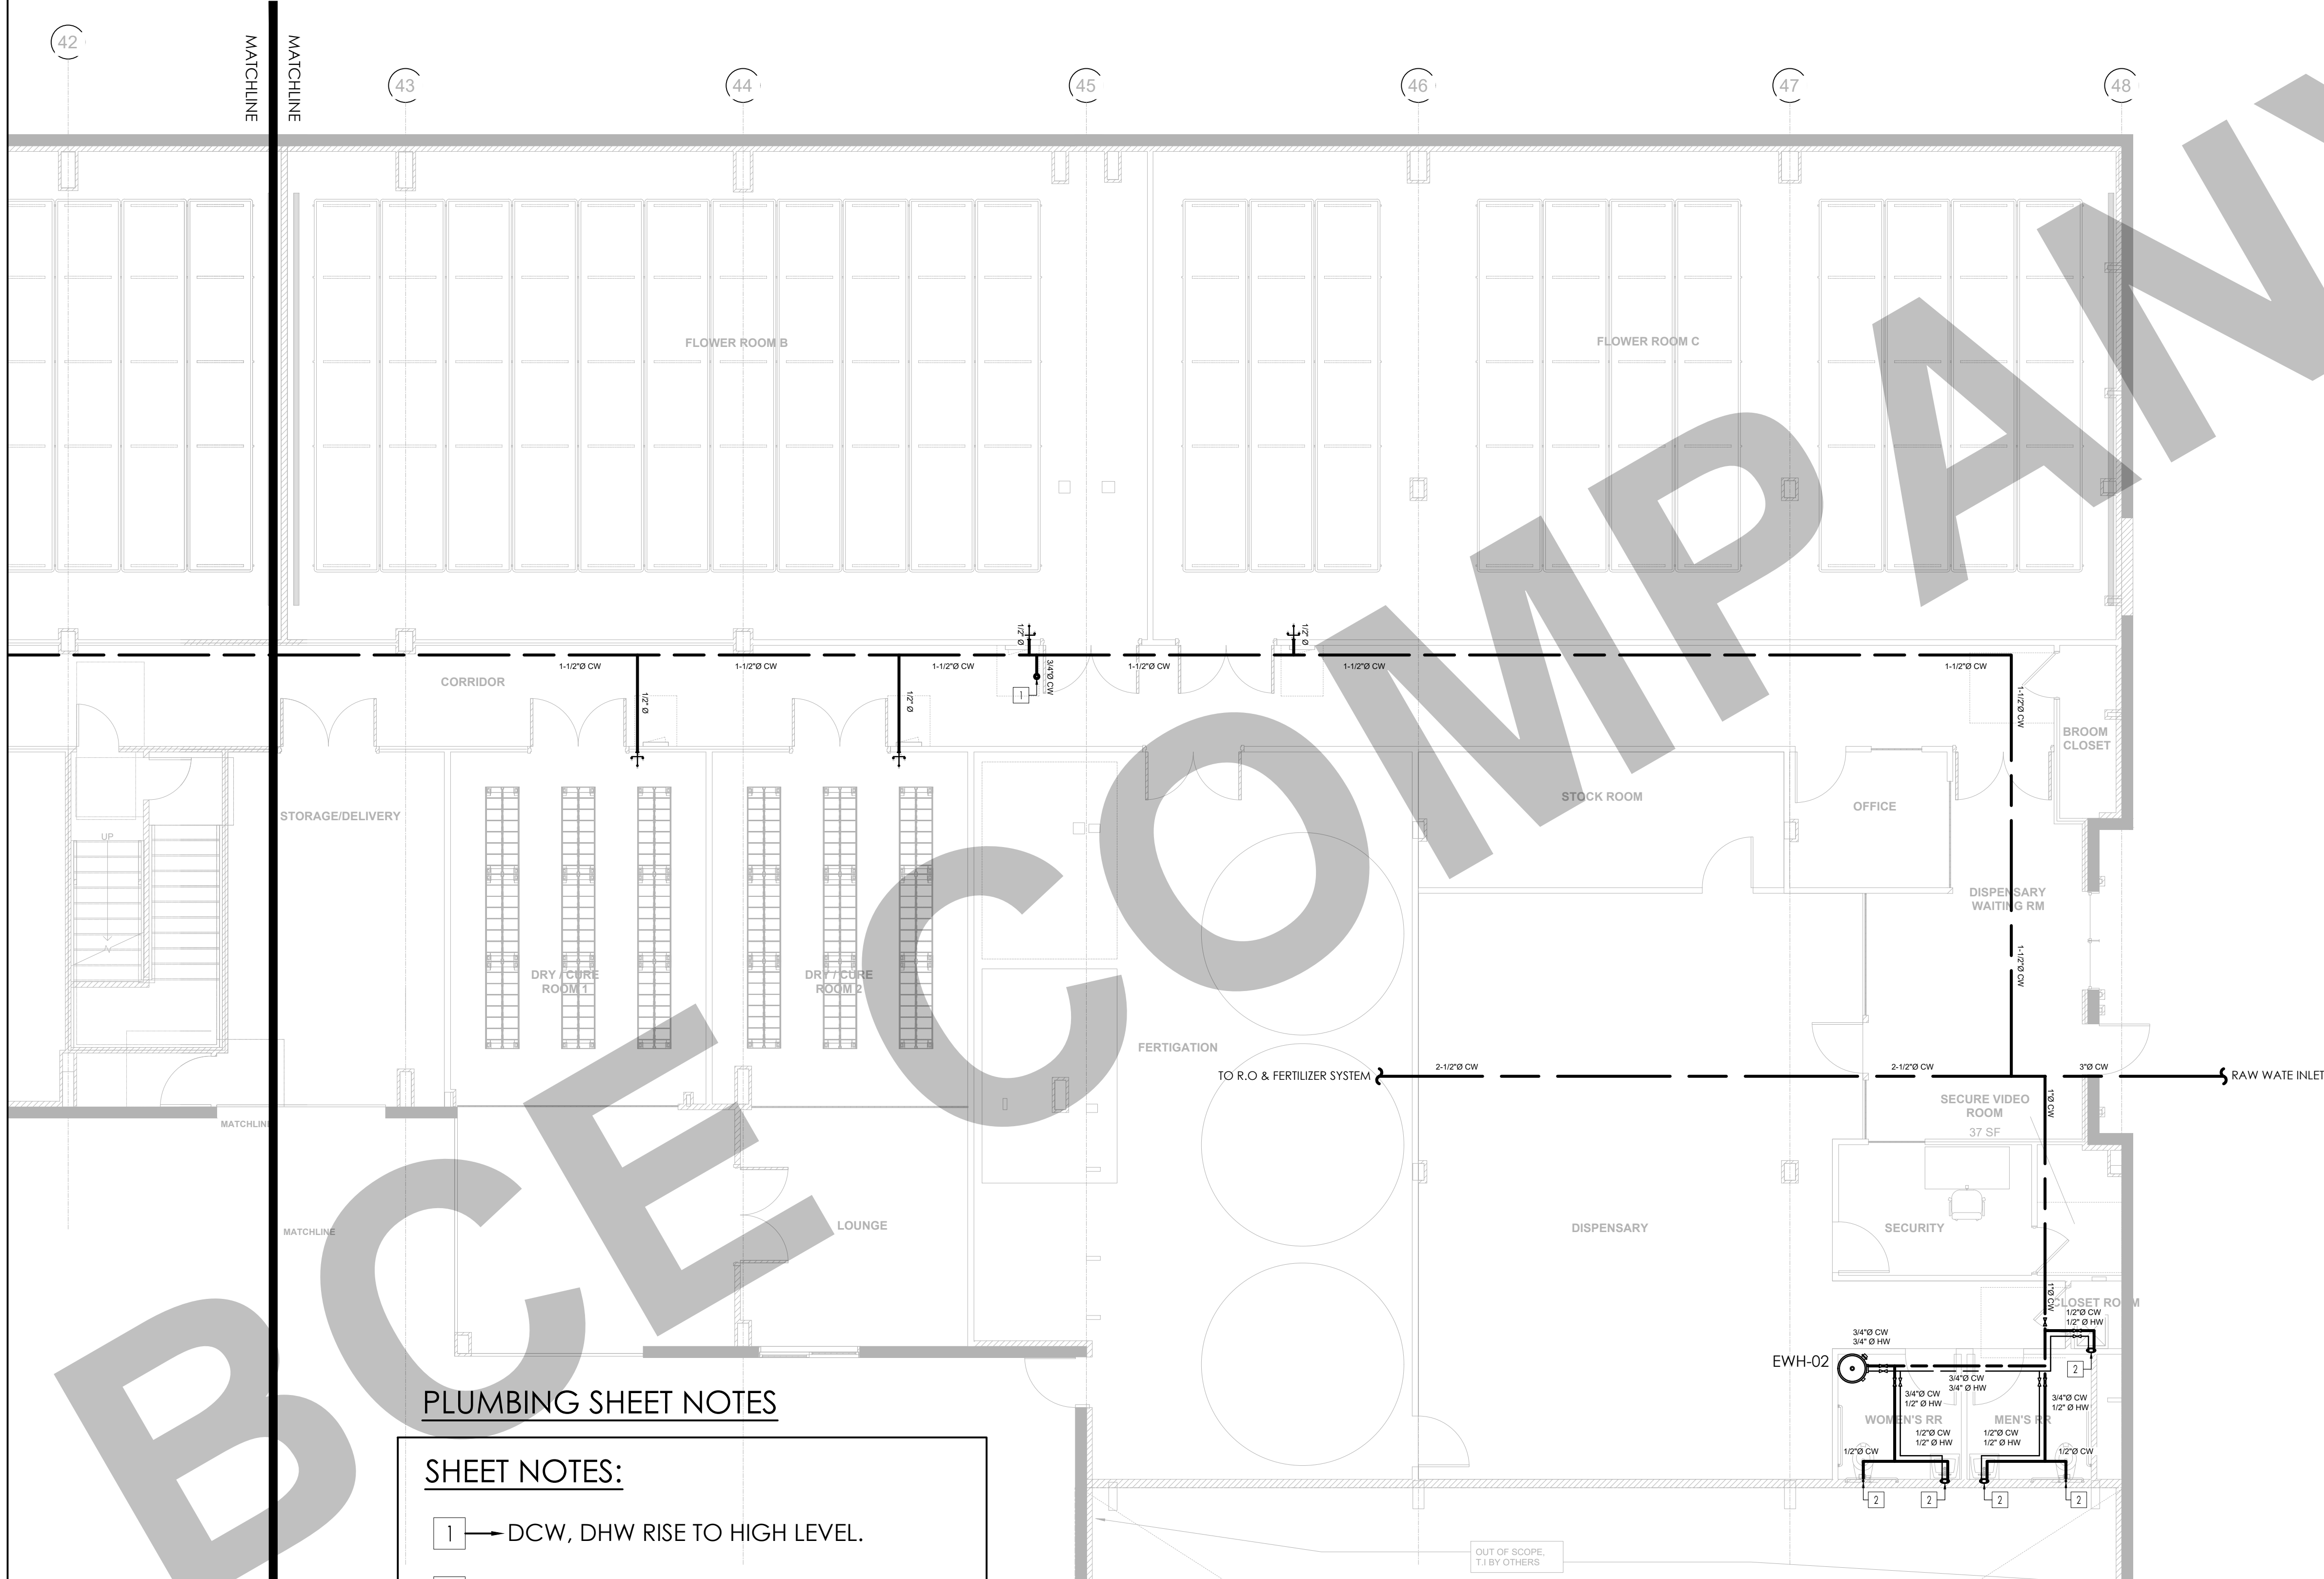 42
MATCHLINE
MATCHLINE
43
44
45
46
47
48
FLOWER ROOM B
FLOWER ROOM C
1/2" Ø
1/2" Ø
1-1/2"Ø CW
1-1/2"Ø CW
1-1/2"Ø CW
3/4"Ø CW
1-1/2"Ø CW
1-1/2"Ø CW
1-1/2"Ø CW
CORRIDOR
1/2" Ø
1/2" Ø
1
1-1/2"Ø CW
BROOM
CLOSET
STORAGE/DELIVERY
STOCK ROOM
OFFICE
UP
DISPENSARY
WAITING RM
DRY / CURE
ROOM 1
DRY / CURE
ROOM 2
1-1/2"Ø CW
FERTIGATION
TO R.O & FERTILIZER SYSTEM
2-1/2"Ø CW
2-1/2"Ø CW
3"Ø CW
RAW WATE INLET
1"Ø CW
SECURE VIDEO
ROOM
37 SF
MATCHLINE
MATCHLINE
LOUNGE
DISPENSARY
SECURITY
1"Ø CW
CLOSET ROOM
1/2"Ø CW
1/2" Ø HW
3/4"Ø CW
3/4" Ø HW
EWH-02
2
3/4"Ø CW
3/4" Ø HW
3/4"Ø CW
1/2" Ø HW
3/4"Ø CW
1/2" Ø HW
WOMEN'S RR
MEN'S RR
1/2"Ø CW
1/2" Ø HW
1/2"Ø CW
1/2" Ø HW
1/2"Ø CW
1/2"Ø CW
2
2
2
2
PLUMBING SHEET NOTES
SHEET NOTES:
1 DCW, DHW RISE TO HIGH LEVEL.
OUT OF SCOPE,
T.I BY OTHERS
BCE COMPANY